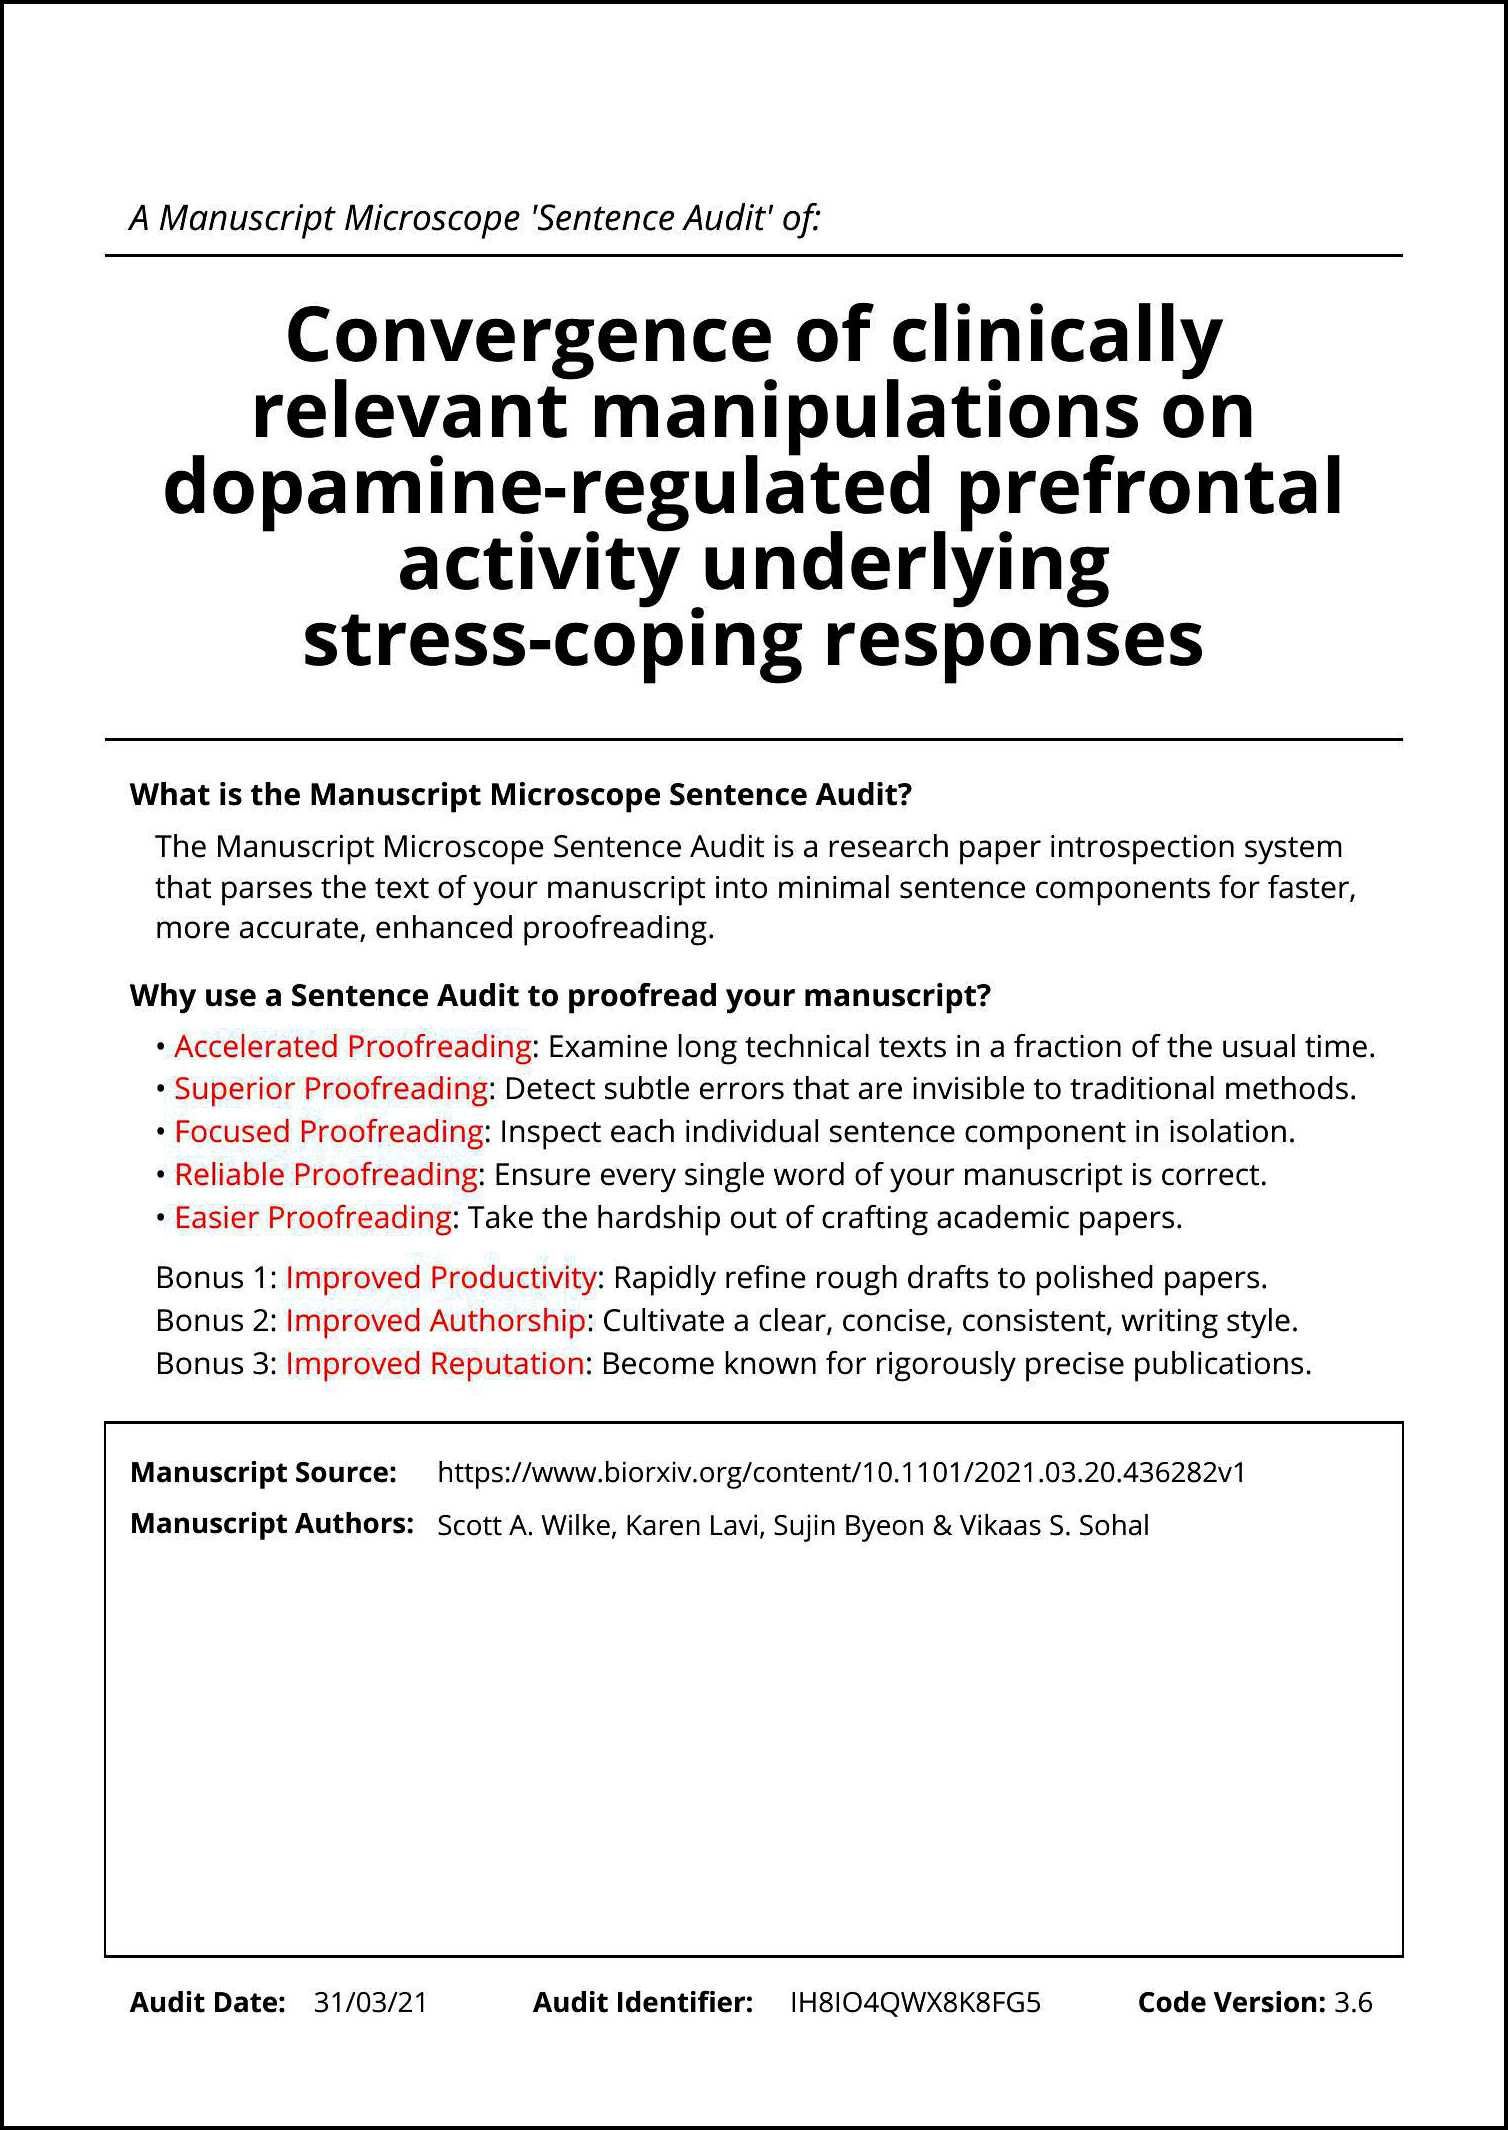 A Manuscript Microscope 'Sentence Audit' of:
Convergence of clinically
relevant manipulations on
dopamine-regulated prefrontal
activity underlying
stress-coping responses
What is the Manuscript Microscope Sentence Audit?
The Manuscript Microscope Sentence Audit is a research paper introspection system
that parses the text of your manuscript into minimal sentence components for faster,
more accurate, enhanced proofreading.
Why use a Sentence Audit to proofread your manuscript?
• Accelerated Proofreading: Examine long technical texts in a fraction of the usual time.
• Superior Proofreading: Detect subtle errors that are invisible to traditional methods.
• Focused Proofreading: Inspect each individual sentence component in isolation.
• Reliable Proofreading: Ensure every single word of your manuscript is correct.
• Easier Proofreading: Take the hardship out of crafting academic papers.
Bonus 1: Improved Productivity: Rapidly refine rough drafts to polished papers.
Bonus 2: Improved Authorship: Cultivate a clear, concise, consistent, writing style.
Bonus 3: Improved Reputation: Become known for rigorously precise publications.
Manuscript Source: https://www.biorxiv.org/content/10.1101/2021.03.20.436282v1
Manuscript Authors: Scott A. Wilke, Karen Lavi, Sujin Byeon & Vikaas S. Sohal
Audit Date: 31/03/21 Audit Identifier: IH8IO4QWX8K8FG5 Code Version: 3.6